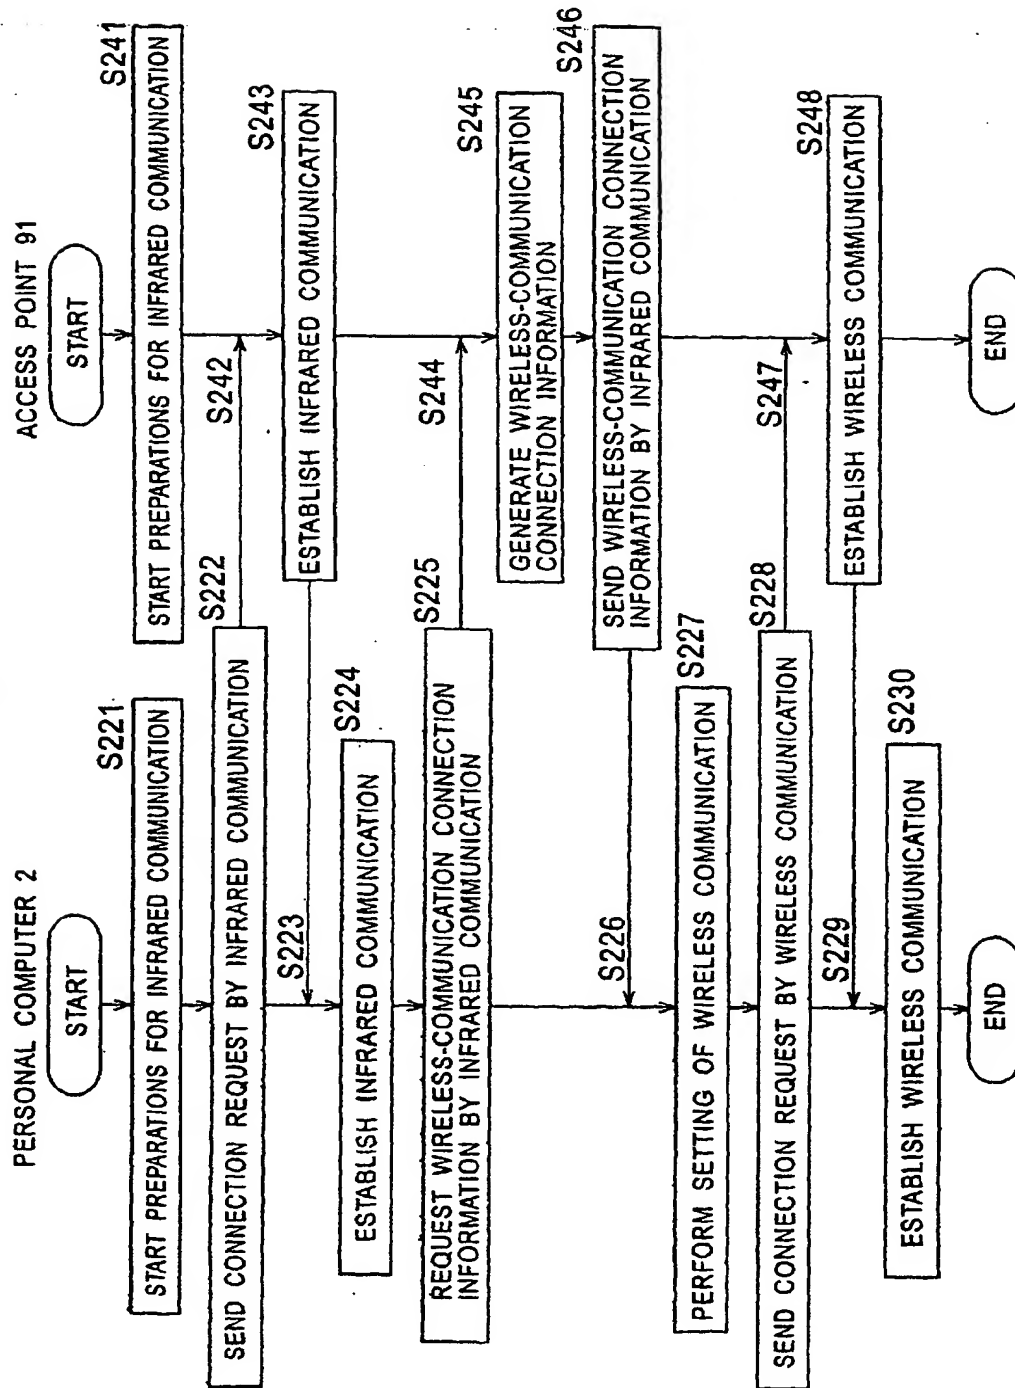 PERSONAL COMPUTER 2
START
START PREPARATIONS FOR INFRARED COMMUNICATION
S221
SEND CONNECTION REQUEST BY INFRARED COMMUNICATION
S222
S223
ESTABLISH INFRARED COMMUNICATION
S224
REQUEST WIRELESS-COMMUNICATION CONNECTION
INFORMATION BY INFRARED COMMUNICATION
S225
S226
PERFORM SETTING OF WIRELESS COMMUNICATION
S227
SEND CONNECTION REQUEST BY WIRELESS COMMUNICATION
S228
S229
ESTABLISH WIRELESS COMMUNICATION
S230
END
ACCESS POINT 91
START
START PREPARATIONS FOR INFRARED COMMUNICATION
S241
S242
ESTABLISH INFRARED COMMUNICATION
S243
S244
GENERATE WIRELESS-COMMUNICATION
CONNECTION INFORMATION
S245
SEND WIRELESS-COMMUNICATION CONNECTION
INFORMATION BY INFRARED COMMUNICATION
S246
S247
ESTABLISH WIRELESS COMMUNICATION
S248
END